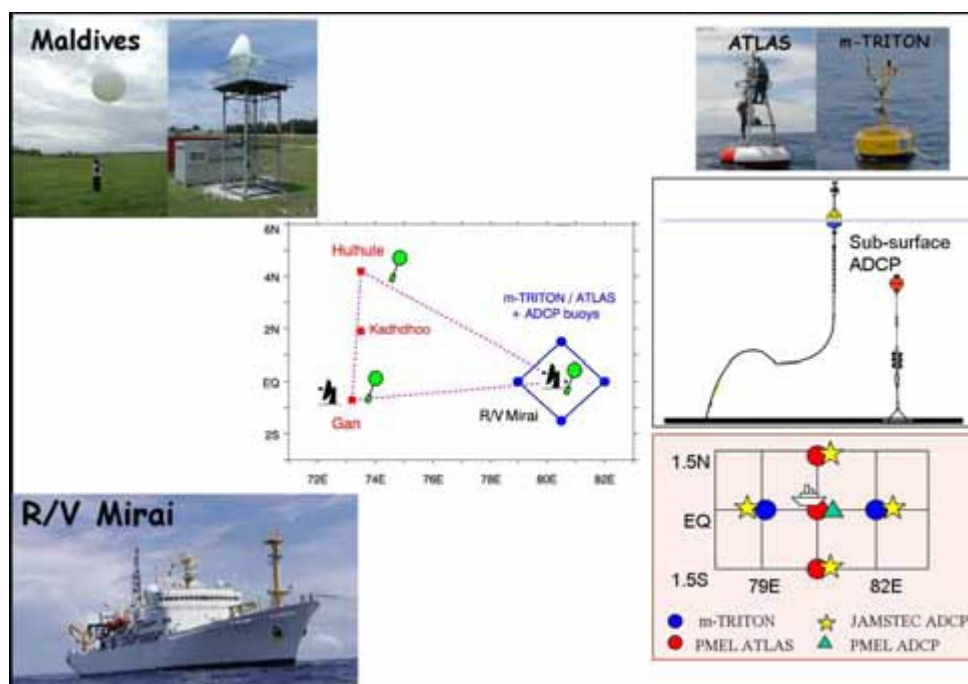 Maldives
ATLAS
m-TRITON
6N
4N
2N
EQ
2S
72E
74E
76E
78E
80E
82E
Hulhule
Kadhdhoo
Gan
m-TRITON / ATLAS
+ ADCP buoys
R/V Mirai
Sub-surface
ADCP
R/V Mirai
1.5N
EQ
1.5S
79E
82E
m-TRITON
JAMSTEC ADCP
PMEL ATLAS
PMEL ADCP